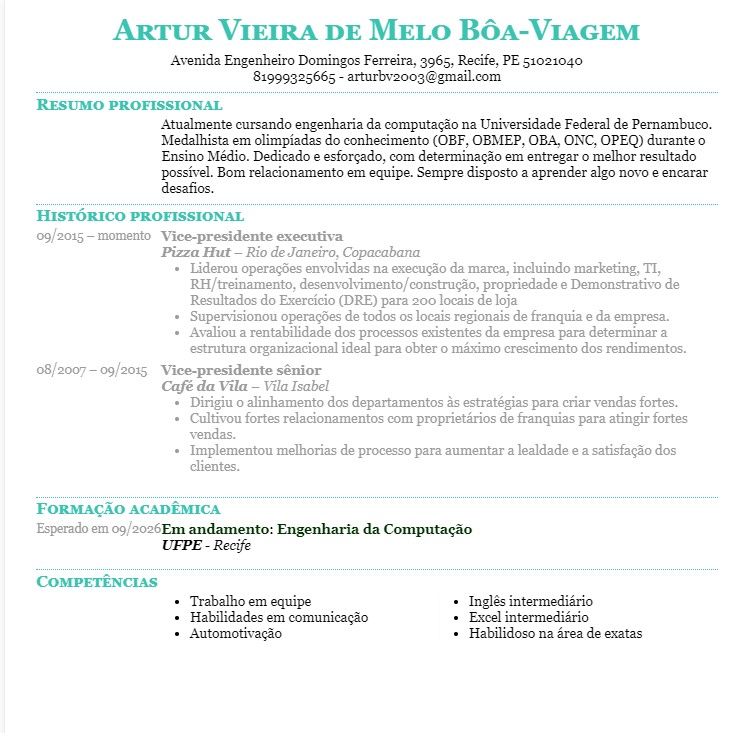 Artur Vieira de Melo Bôa-Viagem
Avenida Engenheiro Domingos Ferreira, 3965, Recife, PE 51021040
81999325665 - arturbv2003@gmail.com
Resumo profissional
Atualmente cursando engenharia da computação na Universidade Federal de Pernambuco.
Medalhista em olimpíadas do conhecimento (OBF, OBMEP, OBA, ONC, OPEQ) durante o
Ensino Médio. Dedicado e esforçado, com determinação em entregar o melhor resultado
possível. Bom relacionamento em equipe. Sempre disposto a aprender algo novo e encarar
desafios.
Histórico profissional
09/2015 – momento Vice-presidente executiva
Pizza Hut – Rio de Janeiro, Copacabana
• Liderou operações envolvidas na execução da marca, incluindo marketing, TI,
RH/treinamento, desenvolvimento/construção, propriedade e Demonstrativo de
Resultados do Exercício (DRE) para 200 locais de loja
• Supervisionou operações de todos os locais regionais de franquia e da empresa.
• Avaliou a rentabilidade dos processos existentes da empresa para determinar a
estrutura organizacional ideal para obter o máximo crescimento dos rendimentos.
08/2007 – 09/2015 Vice-presidente sênior
Café da Vila – Vila Isabel
• Dirigiu o alinhamento dos departamentos às estratégias para criar vendas fortes.
• Cultivou fortes relacionamentos com proprietários de franquias para atingir fortes
vendas.
• Implementou melhorias de processo para aumentar a lealdade e a satisfação dos
clientes.
Formação acadêmica
Esperado em 09/2026 Em andamento: Engenharia da Computação
UFPE - Recife
Competências
• Trabalho em equipe
• Habilidades em comunicação
• Automotivação
• Inglês intermediário
• Excel intermediário
• Habilidoso na área de exatas